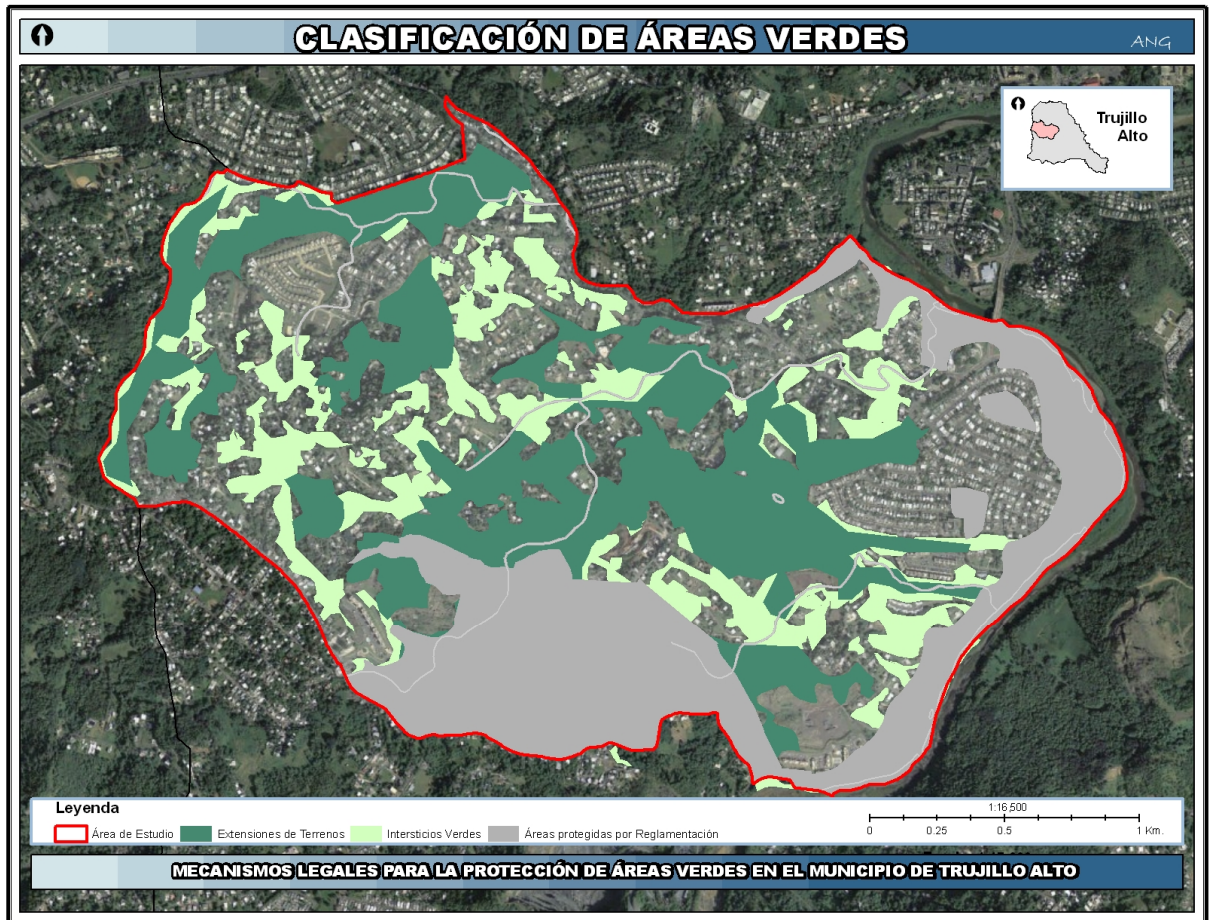 CLASIFICACIÓN DE ÁREAS VERDES
ANG
Trujillo
Alto
Leyenda
Área de Estudio Extensiones de Terrenos Intersticios Verdes Áreas protegidas por Reglamentación
1:16,500
0 0.25 0.5 1 Km.
MECANISMOS LEGALES PARA LA PROTECCIÓN DE ÁREAS VERDES EN EL MUNICIPIO DE TRUJILLO ALTO